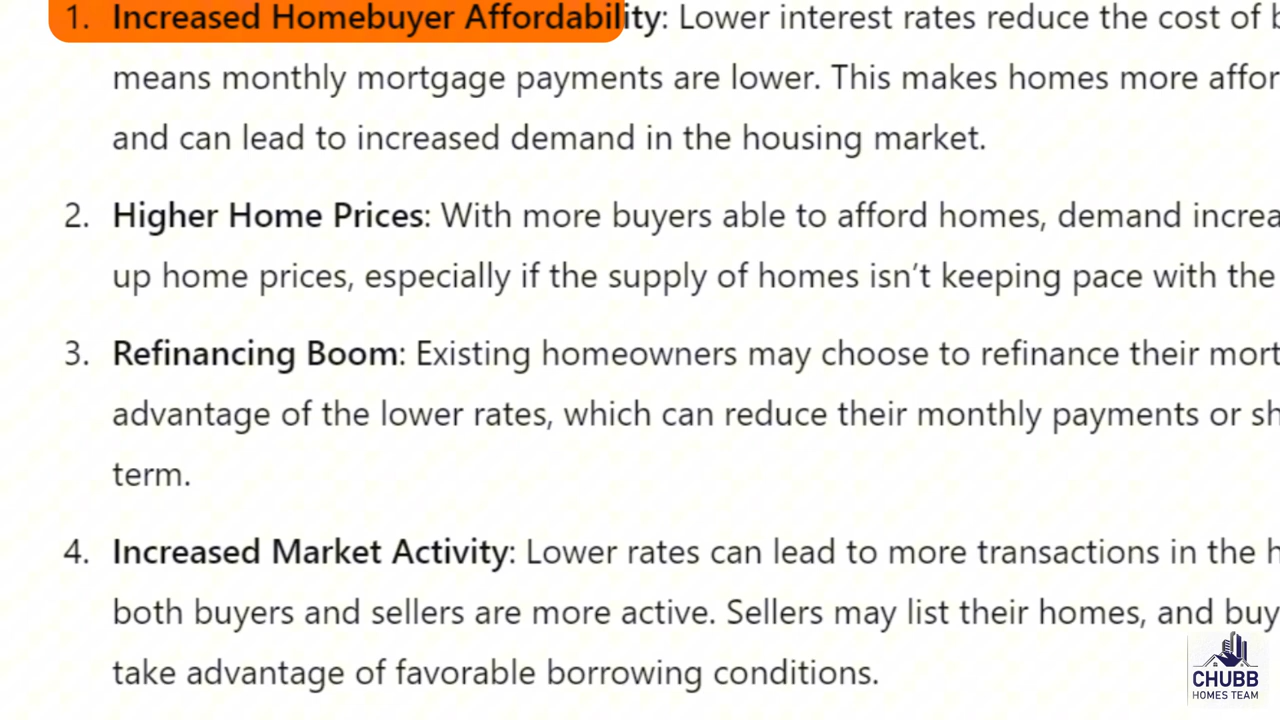 1. Increased Homebuyer Affordability: Lower interest rates reduce the cost of
means monthly mortgage payments are lower. This makes homes more
and can lead to increased demand in the housing market.
2. Higher Home Prices: With more buyers able to afford homes, demand
up home prices, especially if the supply of homes isn't keeping pace with the
3. Refinancing Boom: Existing homeowners may choose to refinance their
advantage of the lower rates, which can reduce their monthly payments or
term.
4. Increased Market Activity: Lower rates can lead to more transactions in the
both buyers and sellers are more active. Sellers may list their homes, and
take advantage of favorable borrowing conditions.
CHUBB
HOMES TEAM